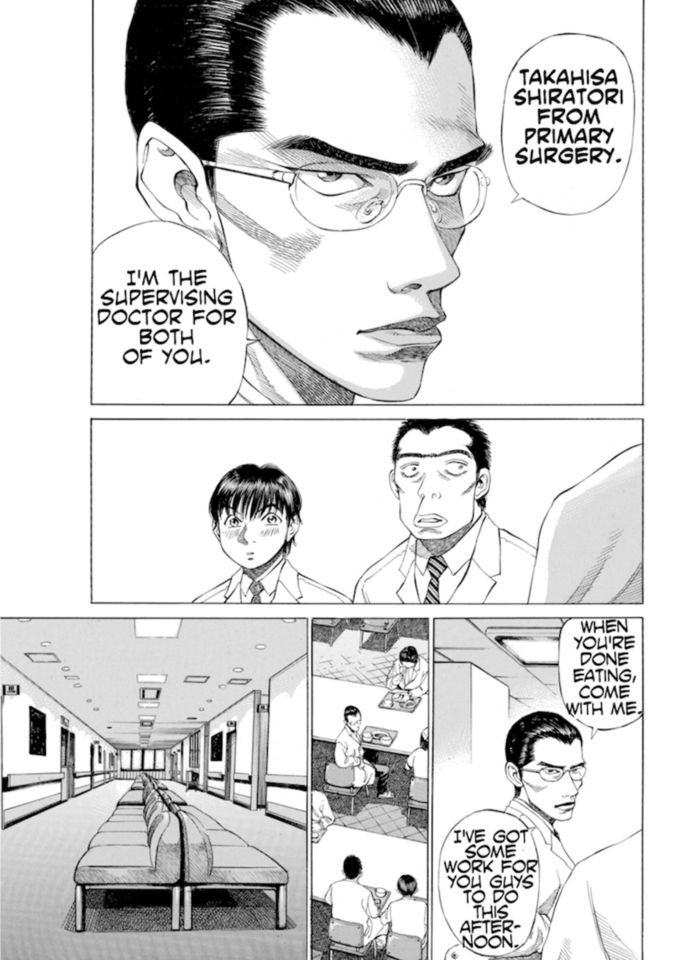 TAKAHISA
SHIRATORI
FROM
PRIMARY
SURGERY.
I'M THE
SUPERVISING
DOCTOR FOR
BOTH
OF YOU.
WHEN
YOU'RE
DONE
EATING,
COME
WITH ME.
I'VE GOT
SOME
WORK FOR
YOU GUYS
TO DO
THIS
AFTER-
NOON.